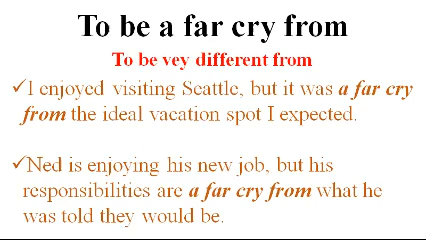 To be a far cry from
To be vey different from
✓I enjoyed visiting Seattle, but it was a far cry
from the ideal vacation spot I expected.
✓Ned is enjoying his new job, but his
responsibilities are a far cry from what he
was told they would be.